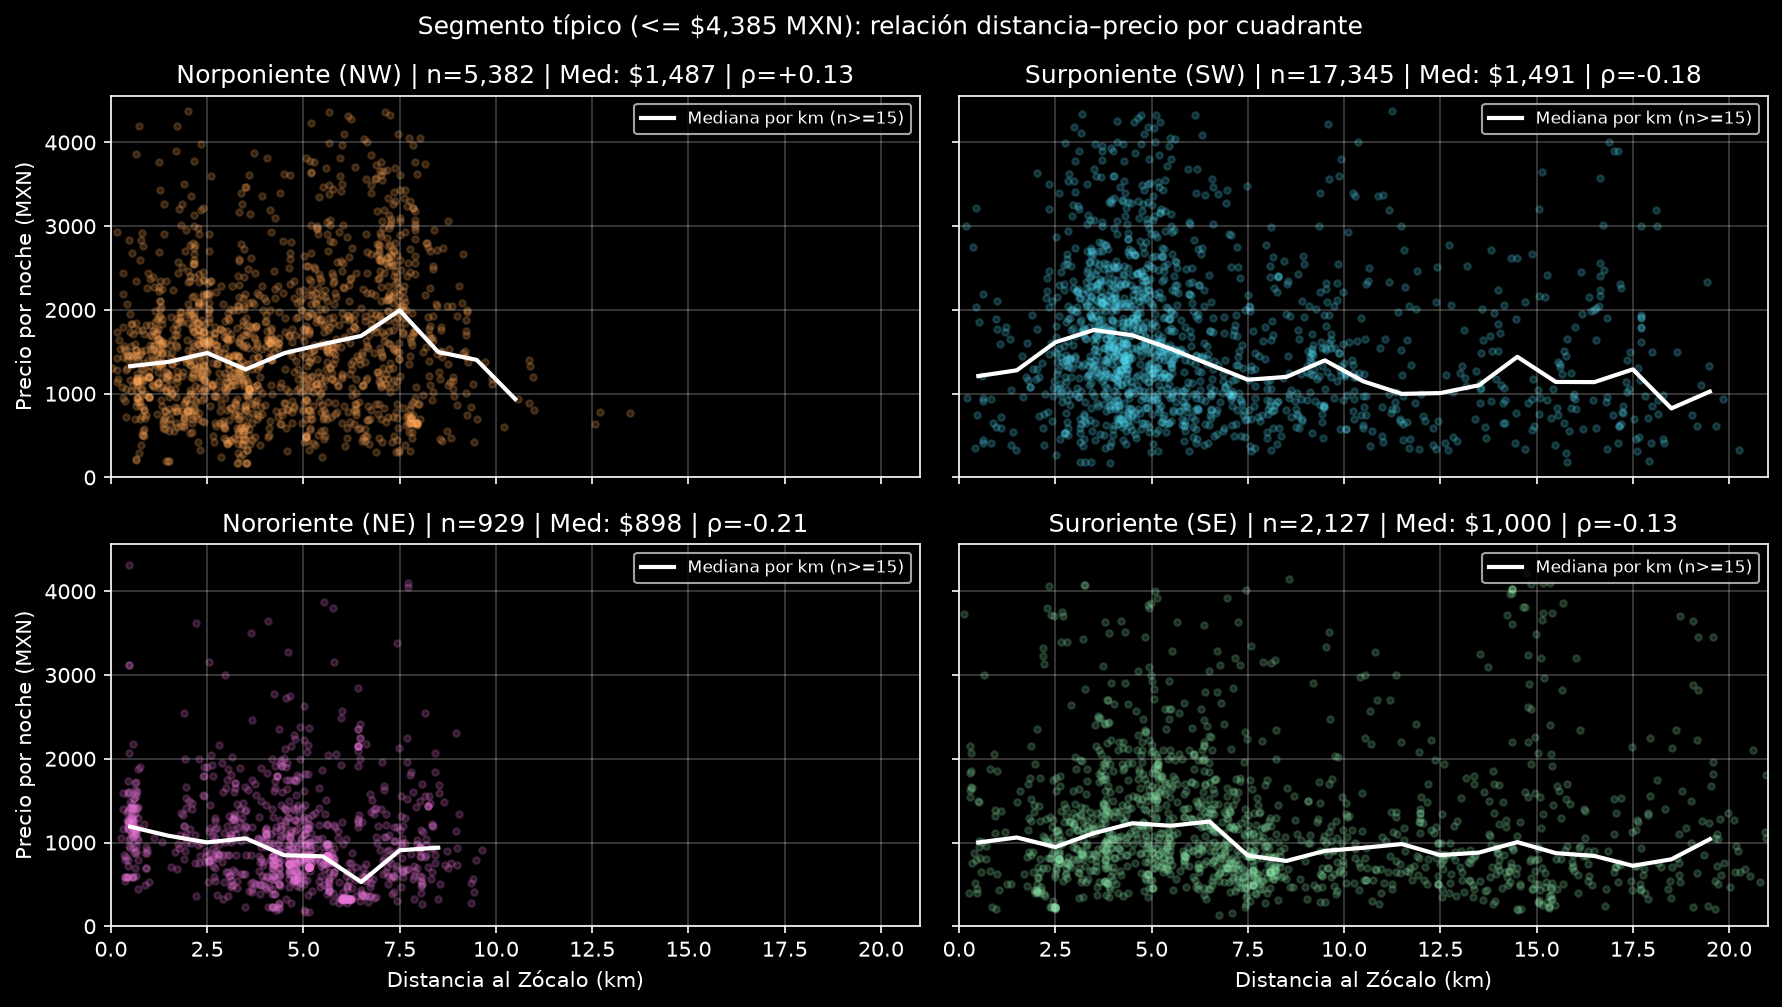 Segmento típico (<= $4,385 MXN): relación distancia–precio por cuadrante
Norponiente (NW) | n=5,382 | Med: $1,487 | ρ=+0.13
Mediana por km (n>=15)
4000
3000
2000
1000
0
Precio por noche (MXN)
Surponiente (SW) | n=17,345 | Med: $1,491 | ρ=-0.18
Mediana por km (n>=15)
Nororiente (NE) | n=929 | Med: $898 | ρ=-0.21
Mediana por km (n>=15)
4000
3000
2000
1000
0
Precio por noche (MXN)
0.0 2.5 5.0 7.5 10.0 12.5 15.0 17.5 20.0
Distancia al Zócalo (km)
Suroriente (SE) | n=2,127 | Med: $1,000 | ρ=-0.13
Mediana por km (n>=15)
0.0 2.5 5.0 7.5 10.0 12.5 15.0 17.5 20.0
Distancia al Zócalo (km)